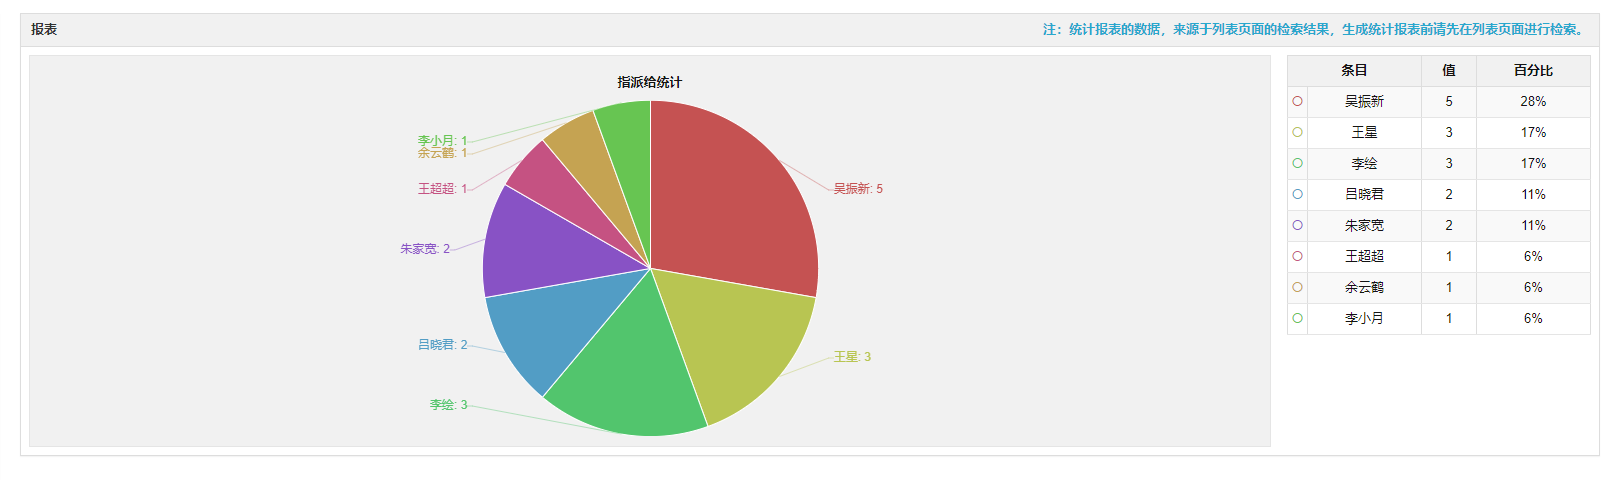 报表
注：统计报表的数据，来源于列表页面的检索结果，生成统计报表前请先在列表页面进行检索。
指派给统计
李小月: 1
余云鹤: 1
王超超: 1
朱家宽: 2
吕晓君: 2
李绘: 3
吴振新: 5
王星: 3
条目 值 百分比
吴振新 5 28%
王星 3 17%
李绘 3 17%
吕晓君 2 11%
朱家宽 2 11%
王超超 1 6%
余云鹤 1 6%
李小月 1 6%